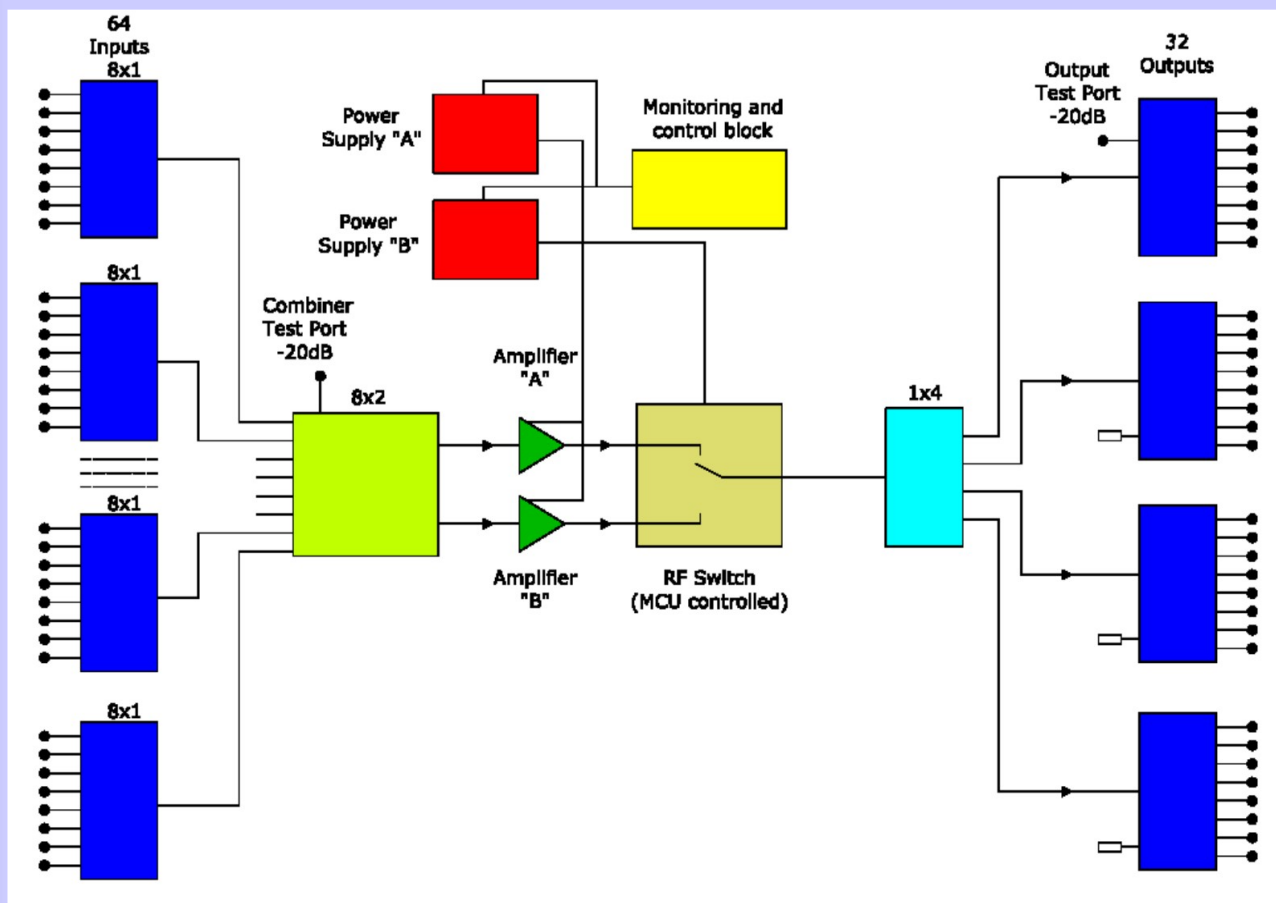 64
Inputs
8x1
8x1
8x1
8x1
Combiner
Test Port
-20dB
8x2
Power
Supply "A"
Power
Supply "B"
Monitoring and
control block
Amplifier
"A"
Amplifier
"B"
RF Switch
(MCU controlled)
1x4
Output
Test Port
-20dB
32
Outputs